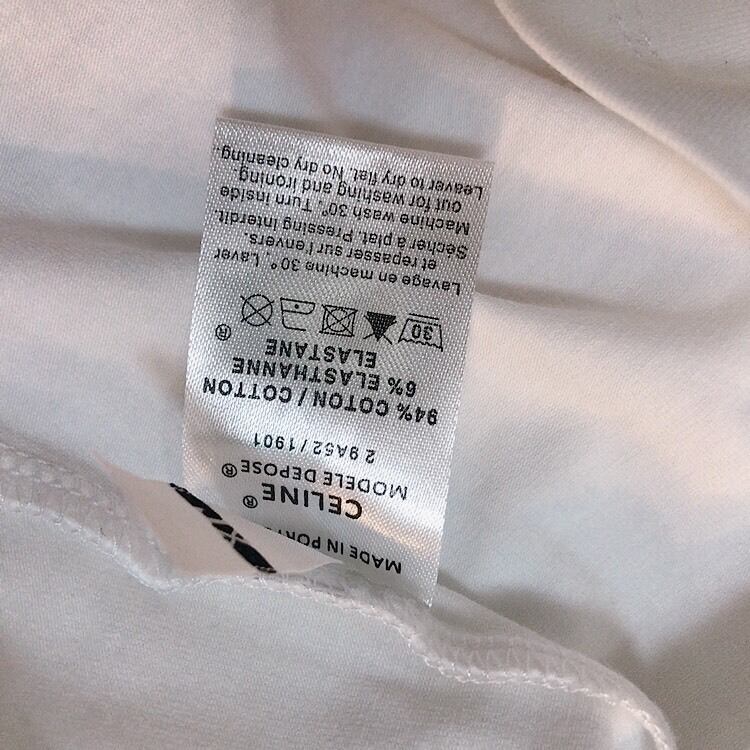 MADE IN PORT
CELINE®
MODELE DEPOSE®
2 9A52 / 1901
94% COTON / COTTON
6% ELASTHANNE
ELASTANE ®
30
Lavage en machine 30°, Laver
et repasser sur l'envers.
Sécher à plat. Pressing interdit.
Machine wash 30°, Turn inside
Out for washing and ironing.
Leaver to dry flat. No dry cleaning.